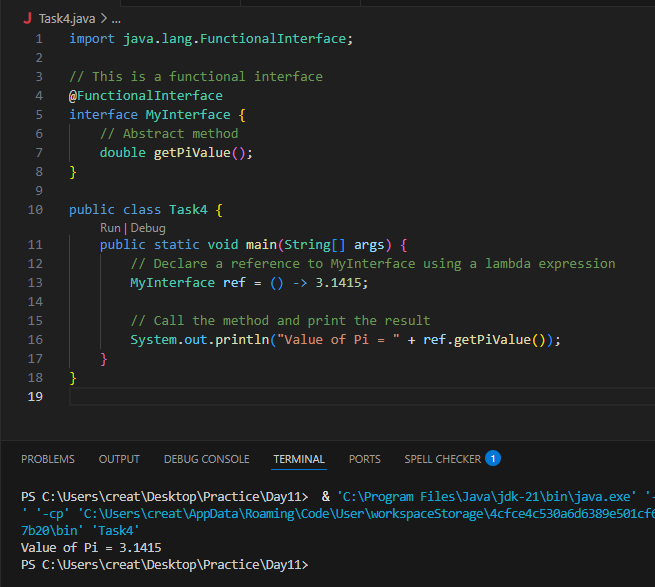 J Task4.java > ...
1 import java.lang.FunctionalInterface;
2
3 // This is a functional interface
4 @FunctionalInterface
5 interface MyInterface {
6 // Abstract method
7 double getPiValue();
8 }
9
10 public class Task4 {
Run | Debug
11 public static void main(String[] args) {
12 // Declare a reference to MyInterface using a lambda expression
13 MyInterface ref = () -> 3.1415;
14
15 // Call the method and print the result
16 System.out.println("Value of Pi = " + ref.getPiValue());
17 }
18 }
19
PROBLEMS OUTPUT DEBUG CONSOLE TERMINAL PORTS SPELL CHECKER 1
PS C:\Users\creat\Desktop\Practice\Day11> & 'C:\Program Files\Java\jdk-21\bin\java.exe' '-
' '-cp' 'C:\Users\creat\AppData\Roaming\Code\User\workspaceStorage\4cfce4c530a6d6389e501cf6
7b20\bin' 'Task4'
Value of Pi = 3.1415
PS C:\Users\creat\Desktop\Practice\Day11>